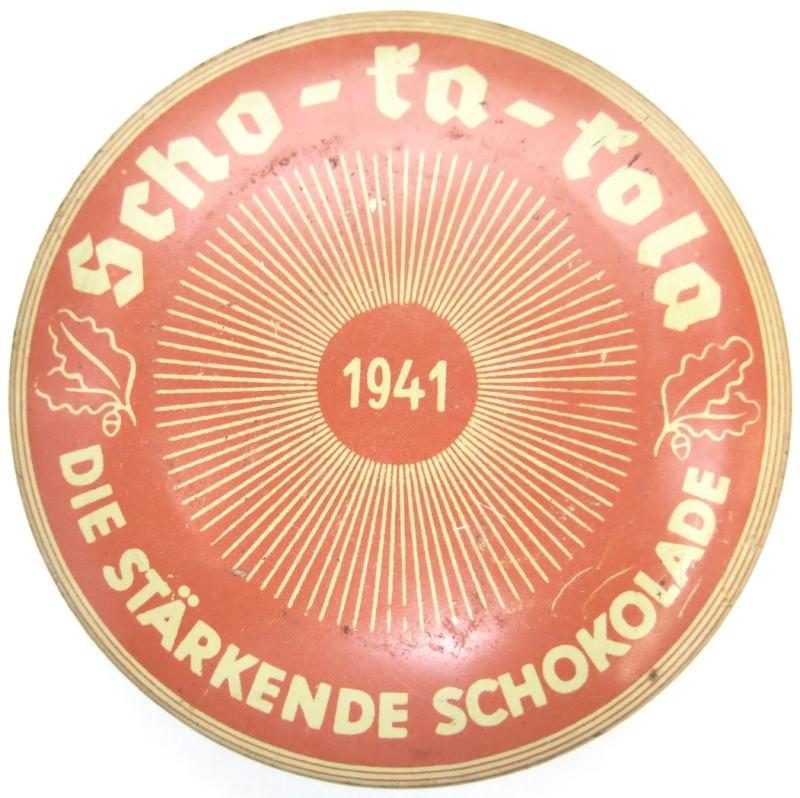 Scho-ka-kola
1941
DIE STÄRKENDE SCHOKOLADE